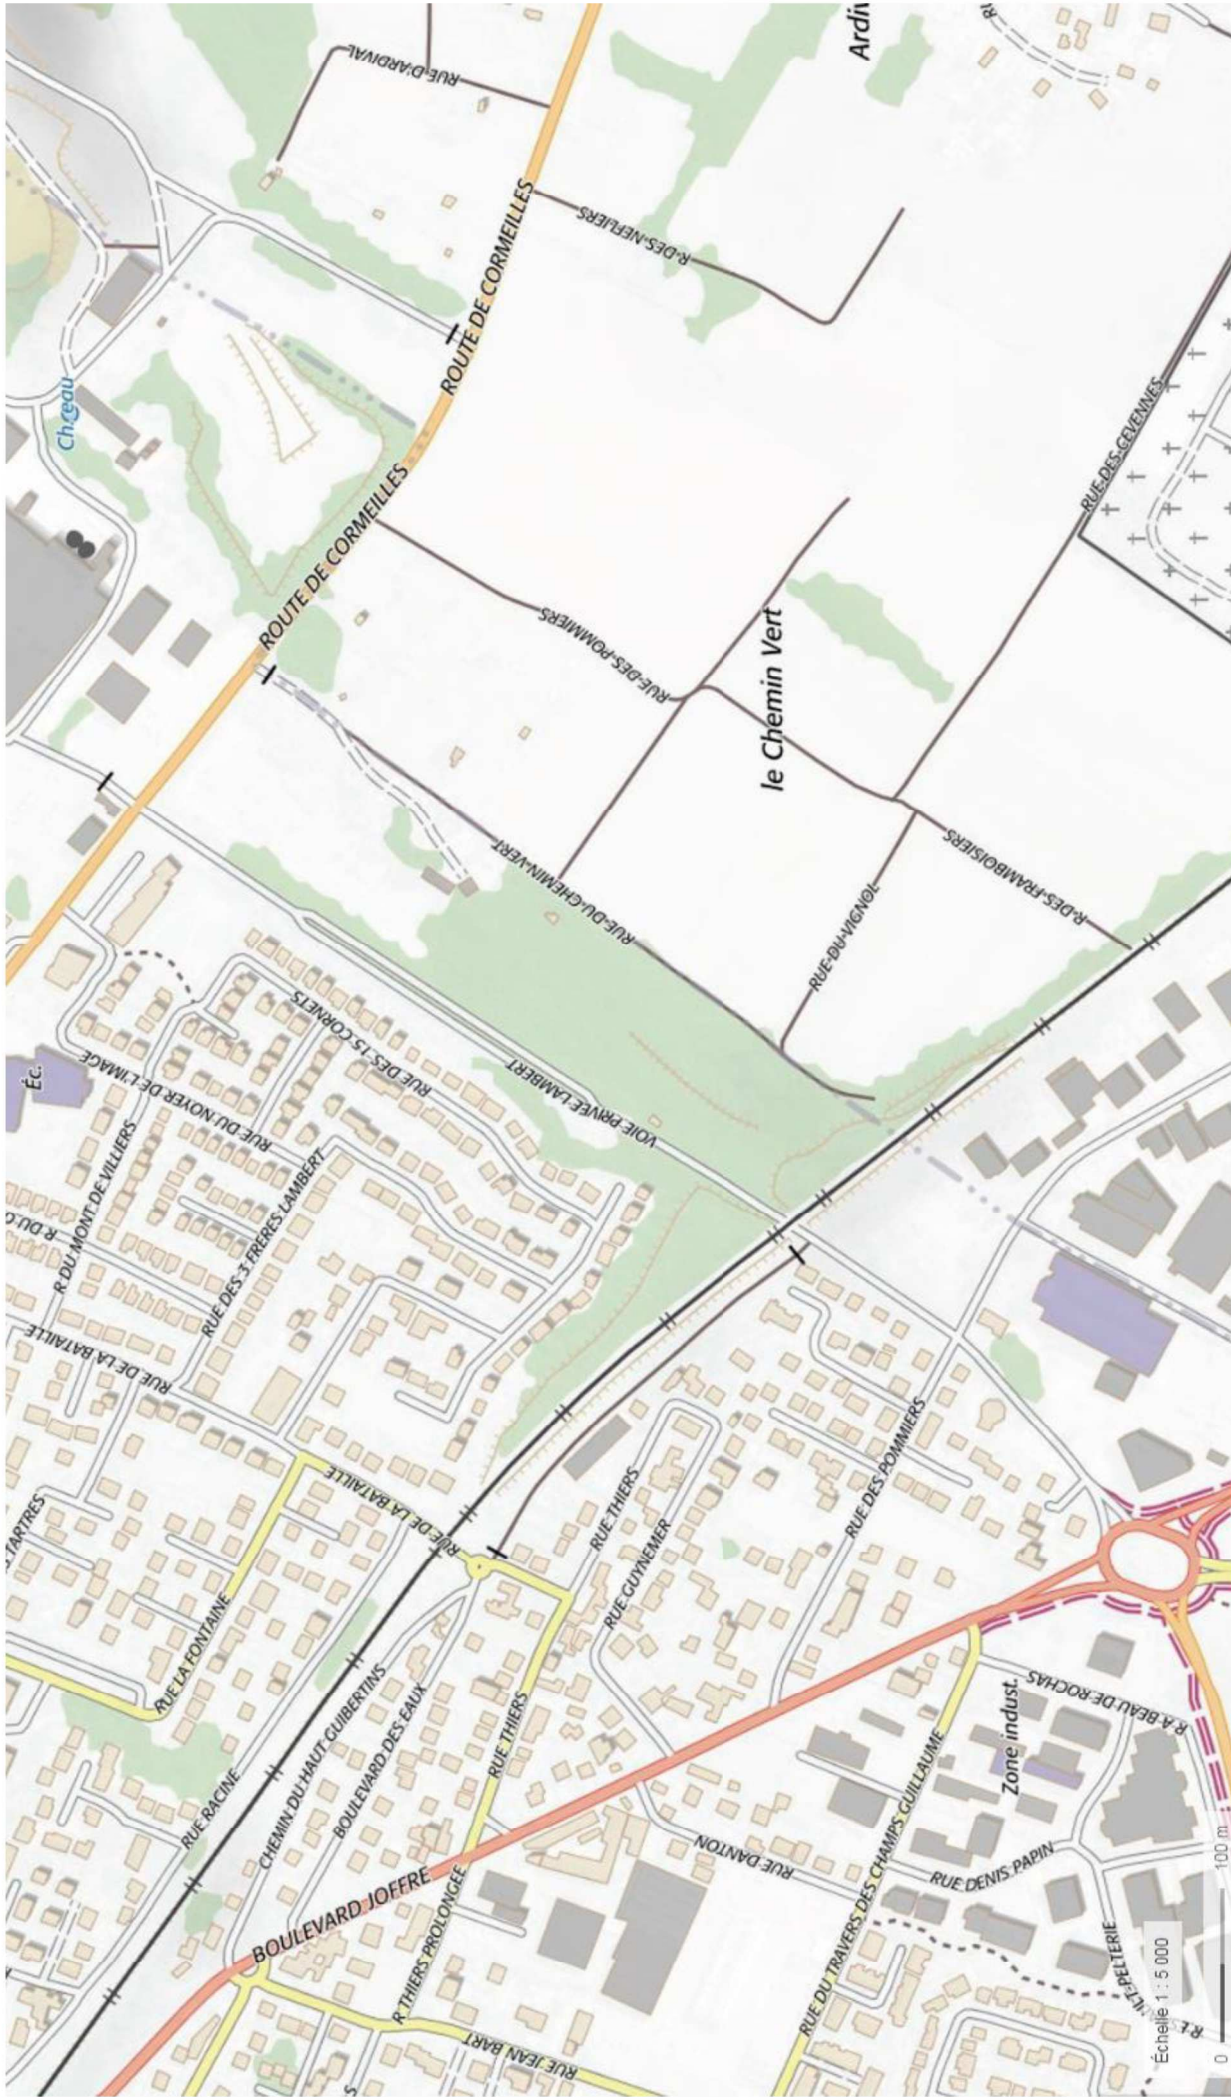 Ardiv
RUE D'ARDIVAL
ROUTE DE CORMEILLES
R DES NEFLIERS
ROUTE DE CORMEILLES
Ch. eau
RUE DES CEVENNES
ROUTE DE CORMEILLES
RUE DES POMMIERS
le Chemin Vert
RUE DU CHEMIN VERT
R DES FRAMBOISIERS
RUE DU VIGNOL
Éc.
RUE DES 15 CORNETS
RUE DU NOYER DE L'IMAGE
VOIE PRIVEE LAMBERT
R DU MONT DE VILLIERS
RUE DES 3 FRERES LAMBERT
RUE DE LA BATAILLE
TARTRES
RUE DE LA BATAILLE
RUE LA FONTAINE
RUE THIERS
RUE GUYNEMER
RUE DES POMMIERS
RUE RACINE
CHEMIN DU HAUT GUIBERTINS
BOULEVARD DES EAUX
RUE THIERS
BOULEVARD JOFFRE
R THIERS PROLONGEE
RUE JEAN BART
RUE DANTON
RUE DU TRAVERS DES CHAMPS GUILLAUME
Zone indust.
R A BEAU DE ROCHAS
RUE DENIS PAPIN
LT-PELTERIE
Échelle 1 : 5 000
0 100 m